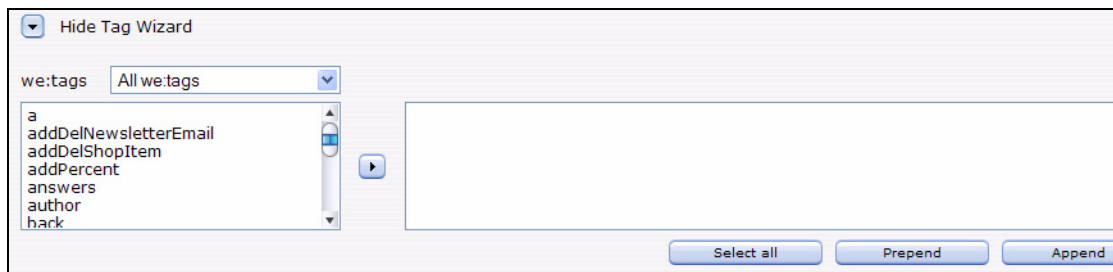 Hide Tag Wizard
we:tags All we:tags
a
addDelNewsletterEmail
addDelShopItem
addPercent
answers
author
back
Select all Prepend Append